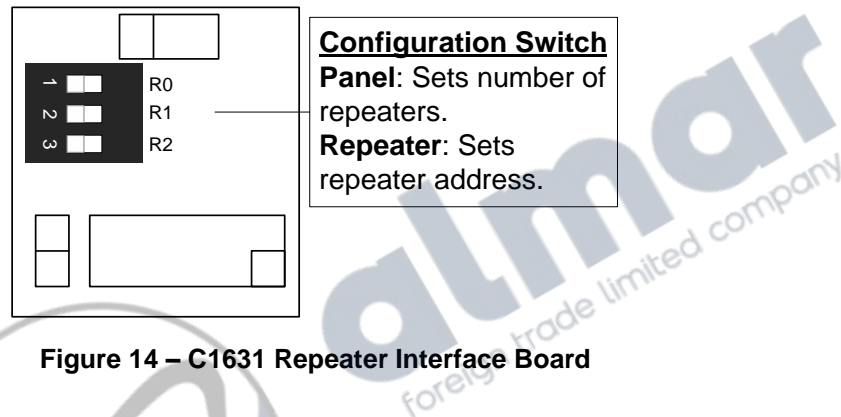 Configuration Switch
Panel: Sets number of
repeaters.
Repeater: Sets
repeater address.
1 R0
2 R1
3 R2
Figure 14 – C1631 Repeater Interface Board
almar
foreign trade limited company